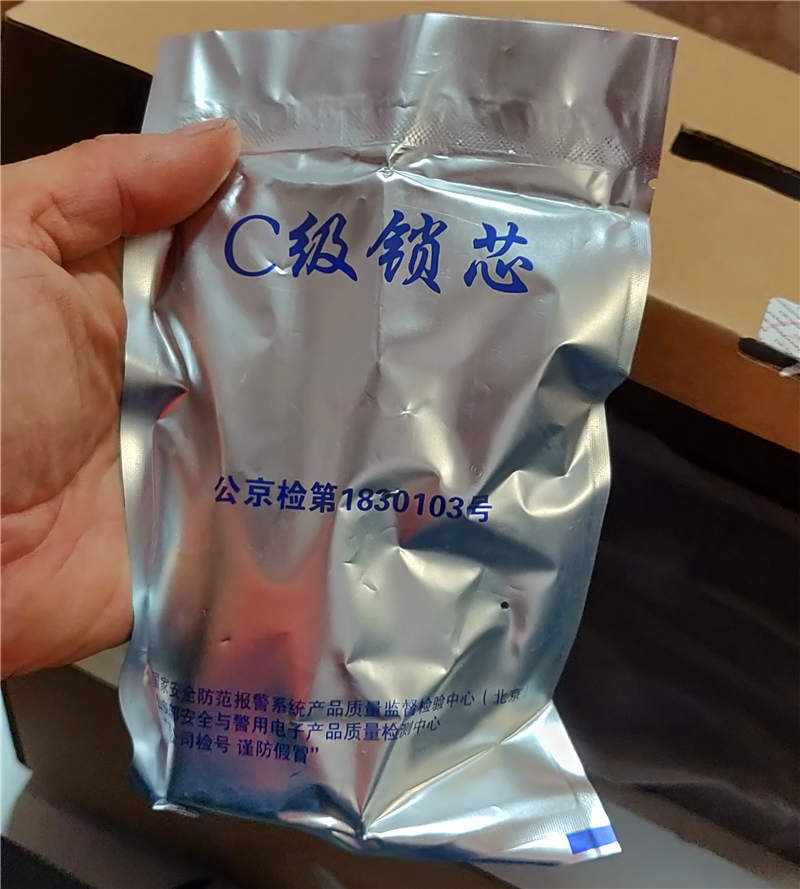 C级锁芯
公京检第1830103号
国家安全防范报警系统产品质量监督检验中心（北京
部安全与警用电子产品质量检测中心
司检号 谨防假冒”